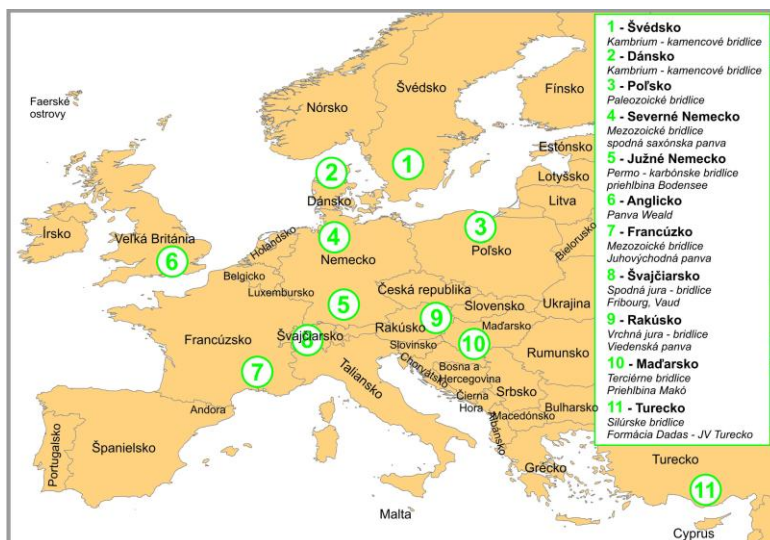 Faerské
ostrovy
Nórsko
Švédsko
Fínsko
Estónsko
Lotyšsko
Litva
Bielorusko
Dánsko
Írsko
Veľká Británia
Holandsko
Nemecko
Poľsko
Belgicko
Luxembursko
Česká republika
Slovensko
Ukrajina
Francúzsko
Švajčiarsko
Rakúsko
Maďarsko
Slovinsko
Chorvátsko
Rumunsko
Bosna a
Hercegovina
Srbsko
Taliansko
Čierna
Hora
Bulharsko
Macedónsko
Albánsko
Andora
Portugalsko
Španielsko
Grécko
Turecko
Malta
Cyprus
1
2
3
4
5
6
7
8
9
10
11
1 - Švédsko
Kambrium - kamencové bridlice
2 - Dánsko
Kambrium - kamencové bridlice
3 - Poľsko
Paleozoické bridlice
4 - Severné Nemecko
Mezozoické bridlice
spodná saxónska panva
5 - Južné Nemecko
Permo - karbónske bridlice
priehlbina Bodensee
6 - Anglicko
Panva Weald
7 - Francúzko
Mezozoické bridlice
Juhovýchodná panva
8 - Švajčiarsko
Spodná jura - bridlice
Fribourg, Vaud
9 - Rakúsko
Vrchná jura - bridlice
Viedenská panva
10 - Maďarsko
Terciérne bridlice
Priehlbina Makó
11 - Turecko
Silúrske bridlice
Formácia Dadas - JV Turecko